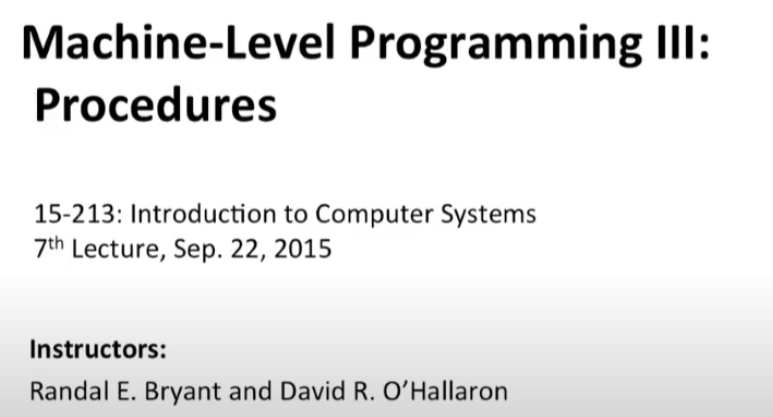 Machine-Level Programming III:
Procedures
15-213: Introduction to Computer Systems
7th Lecture, Sep. 22, 2015
Instructors:
Randal E. Bryant and David R. O’Hallaron